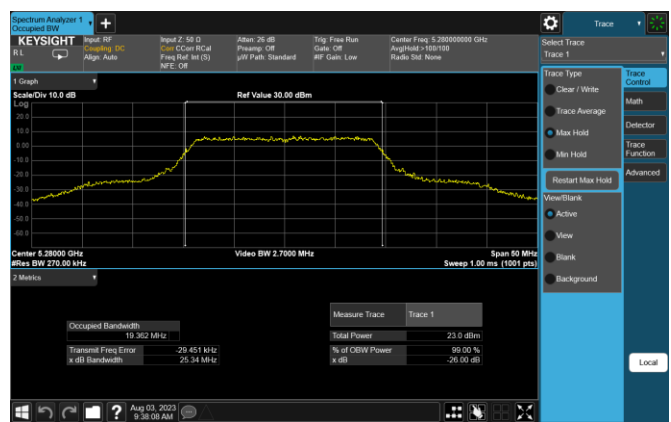 Spectrum Analyzer 1
Occupied BW
KEYSIGHT
RL
LW
Input: RF
Coupling: DC
Align: Auto
Input Z: 50 Ω
Corr CCorr RCal
Freq Ref: Int (S)
NFE: Off
Atten: 26 dB
Preamp: Off
µW Path: Standard
Trig: Free Run
Gate: Off
#IF Gain: Low
Center Freq: 5.280000000 GHz
Avg|Hold:>100/100
Radio Std: None
1 Graph
Scale/Div 10.0 dB
Ref Value 30.00 dBm
Log
20.0
10.0
0.00
-10.0
-20.0
-30.0
-40.0
-50.0
-60.0
Center 5.28000 GHz
#Res BW 270.00 kHz
Video BW 2.7000 MHz
Span 50 MHz
Sweep 1.00 ms (1001 pts)
2 Metrics
Occupied Bandwidth
19.362 MHz
Transmit Freq Error -29.451 kHz
x dB Bandwidth 25.34 MHz
Measure Trace Trace 1
Total Power 23.0 dBm
% of OBW Power 99.00 %
x dB -26.00 dB
Aug 03, 2023
9:38:08 AM
Trace
Select Trace
Trace 1
Trace Type
Clear / Write
Trace Average
Max Hold
Min Hold
Restart Max Hold
View/Blank
Active
View
Blank
Background
Trace
Control
Math
Detector
Trace
Function
Advanced
Local